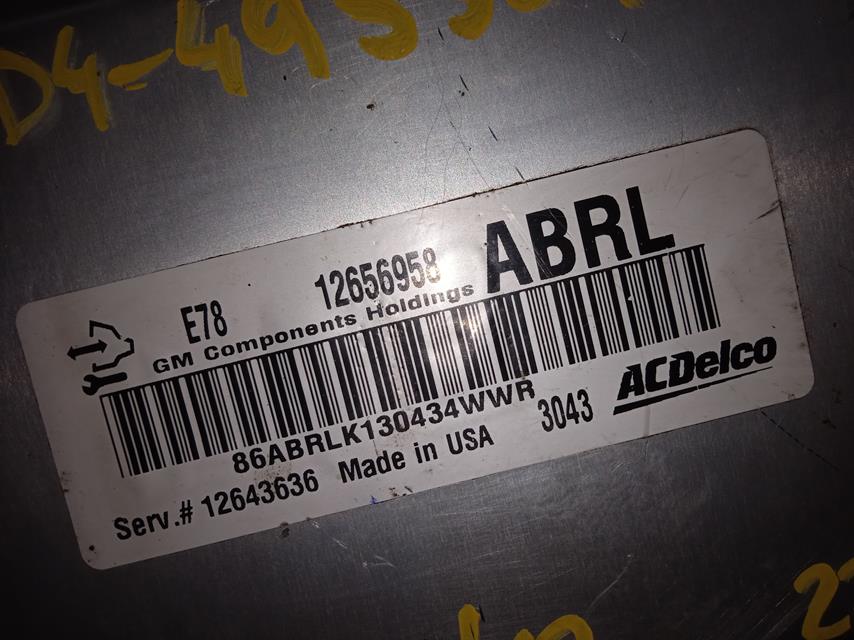 E78 12656958 ABRL
GM Components Holdings
86ABRLK130434WWR
3043 ACDelco
Serv.# 12643636 Made in USA